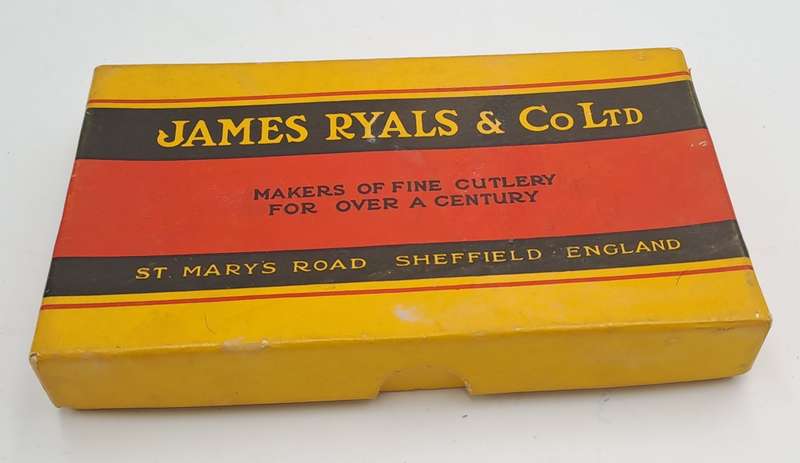 JAMES RYALS & CO LTD
MAKERS OF FINE CUTLERY
FOR OVER A CENTURY
ST. MARY'S ROAD SHEFFIELD · ENGLAND